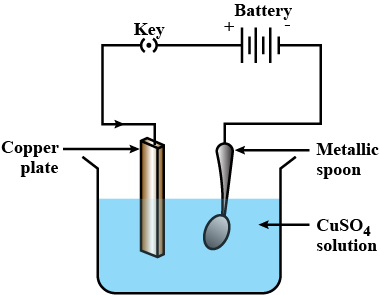 Battery
Key
+
-
Copper
plate
Metallic
spoon
CuSO₄
solution